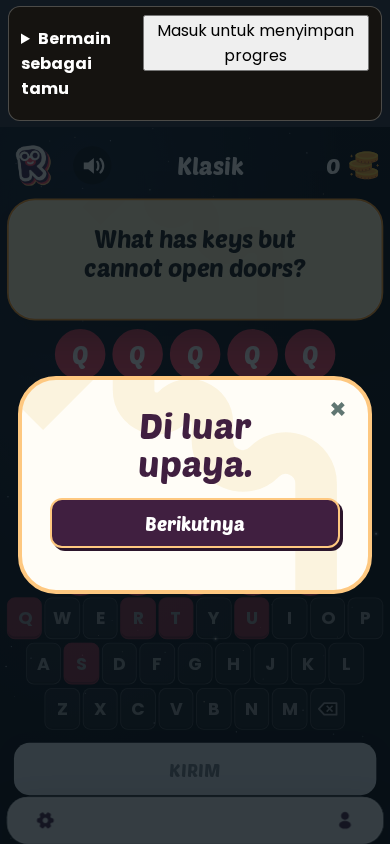 ▶ Bermain
sebagai
tamu
Masuk untuk menyimpan
progres
R
Klasik
0
What has keys but
cannot open doors?
Q Q Q Q Q
Di luar
upaya.
Berikutnya
Q W E R T Y U I O P
A S D F G H J K L
Z X C V B N M
KIRIM